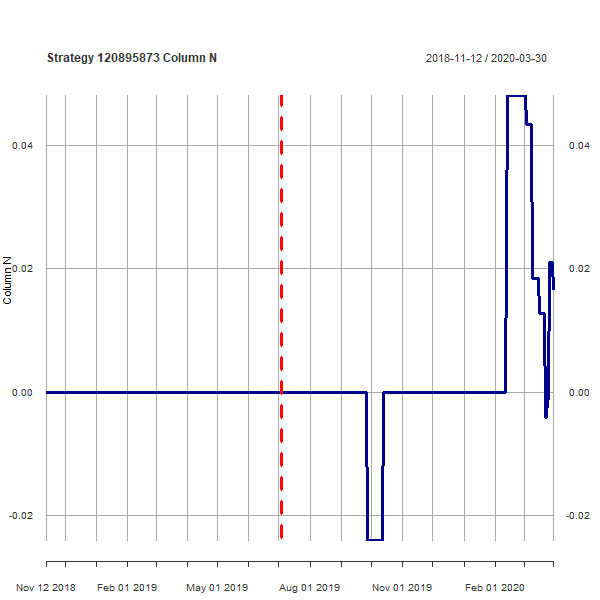 Strategy 120895873 Column N
2018-11-12 / 2020-03-30
0.04
0.04
0.02
0.02
Column N
0.00
0.00
-0.02
-0.02
Nov 12 2018
Feb 01 2019
May 01 2019
Aug 01 2019
Nov 01 2019
Feb 01 2020